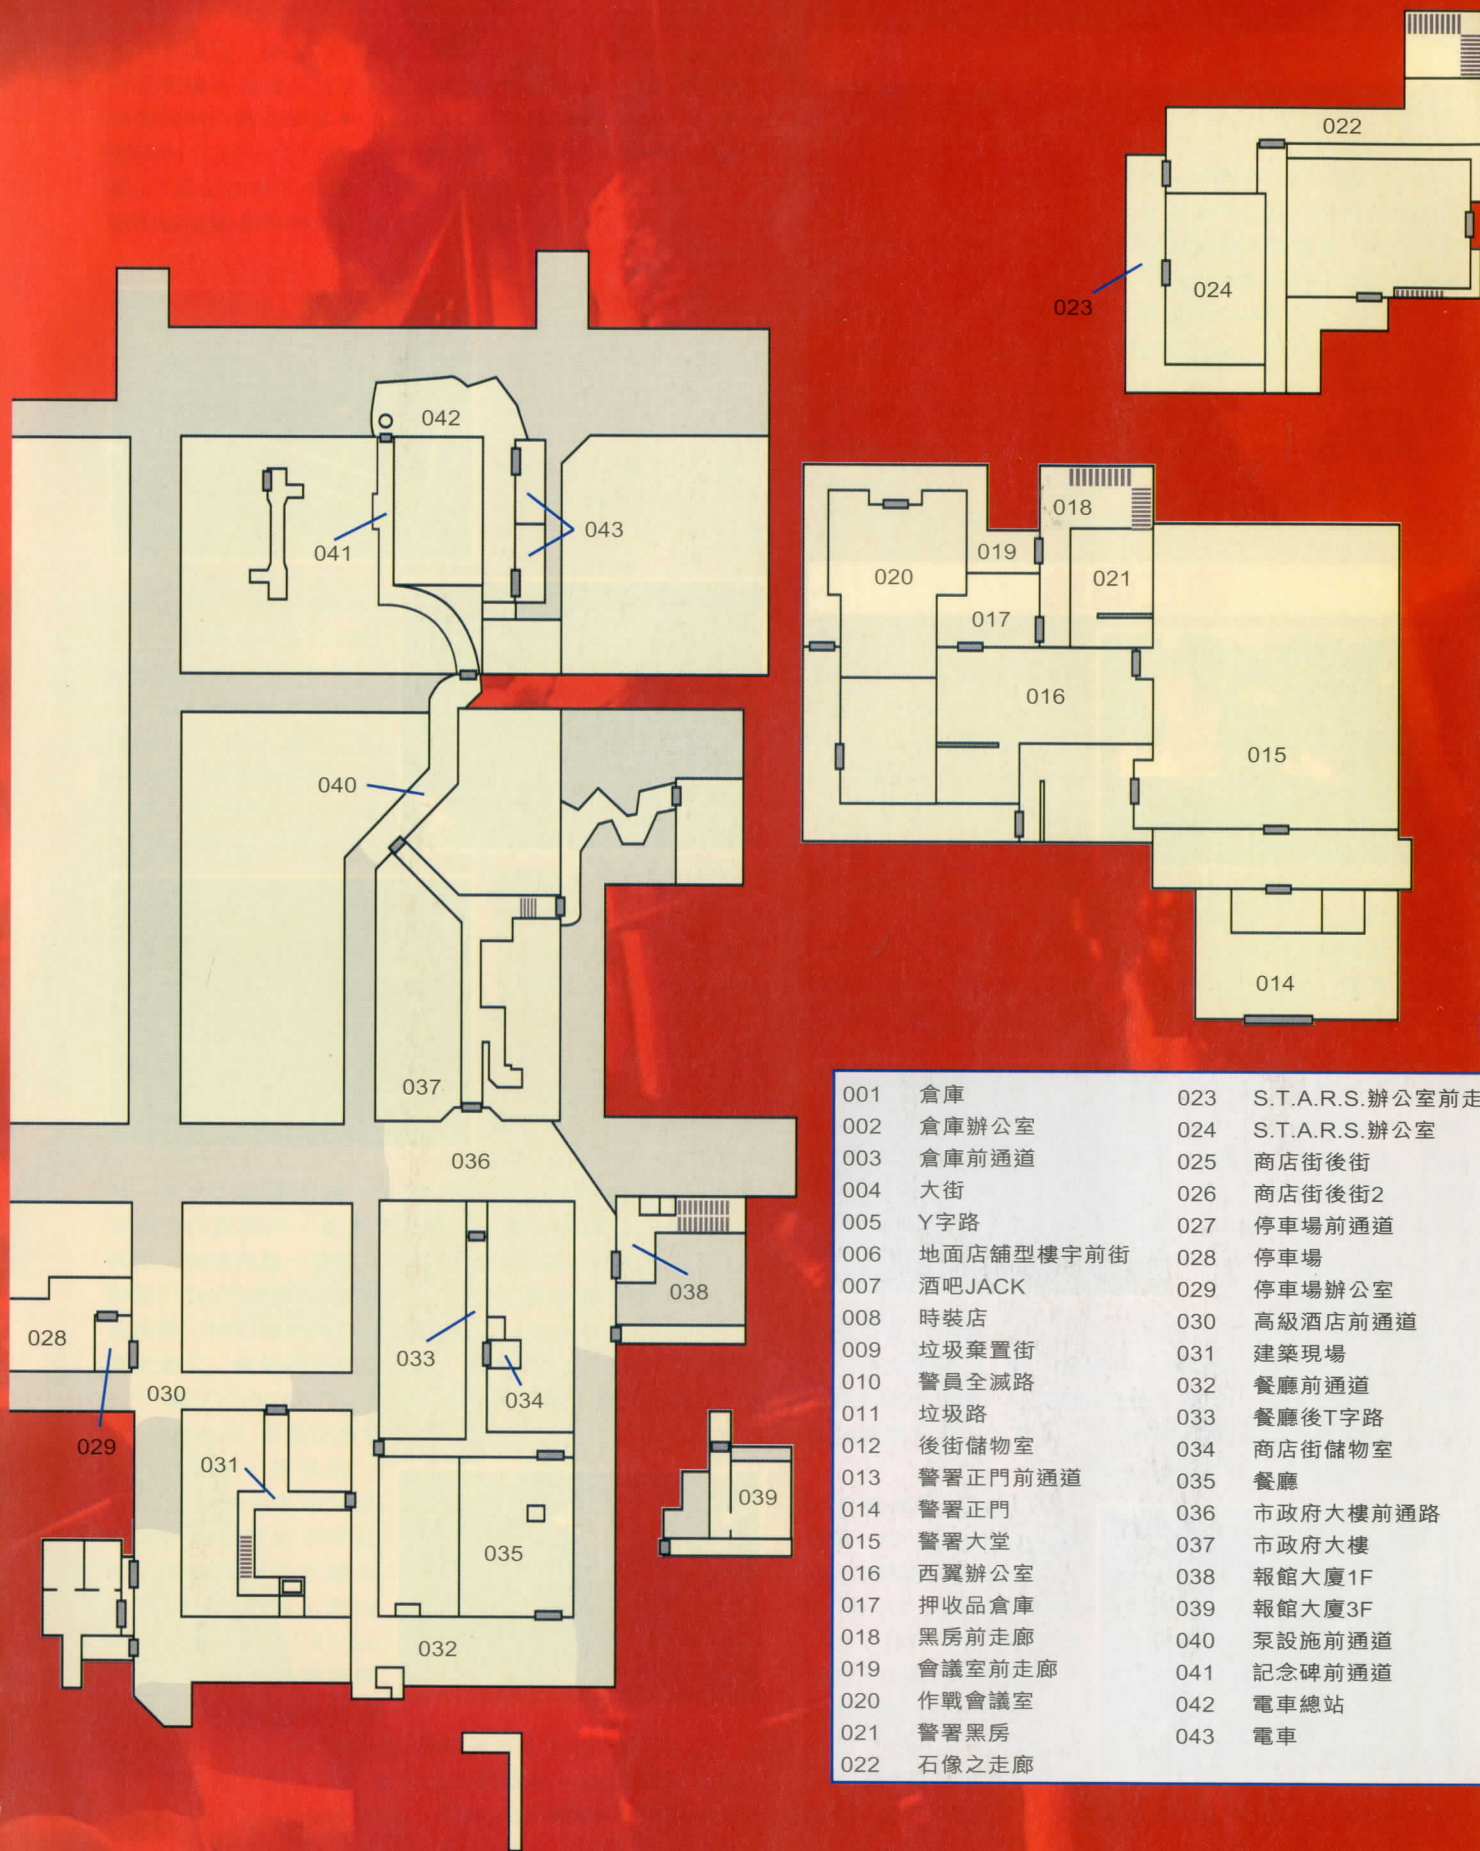 022
023
024
042
041
043
018
019
020
021
017
016
015
014
040
037
036
038
028
033
034
030
029
031
039
035
032
001 倉庫
002 倉庫辦公室
003 倉庫前通道
004 大街
005 Y字路
006 地面店舖型樓宇前街
007 酒吧JACK
008 時裝店
009 垃圾棄置街
010 警員全滅路
011 垃圾路
012 後街儲物室
013 警署正門前通道
014 警署正門
015 警署大堂
016 西翼辦公室
017 押收品倉庫
018 黑房前走廊
019 會議室前走廊
020 作戰會議室
021 警署黑房
022 石像之走廊
023 S.T.A.R.S.辦公室前走
024 S.T.A.R.S.辦公室
025 商店街後街
026 商店街後街2
027 停車場前通道
028 停車場
029 停車場辦公室
030 高級酒店前通道
031 建築現場
032 餐廳前通道
033 餐廳後T字路
034 商店街儲物室
035 餐廳
036 市政府大樓前通路
037 市政府大樓
038 報館大廈1F
039 報館大廈3F
040 泵設施前通道
041 記念碑前通道
042 電車總站
043 電車